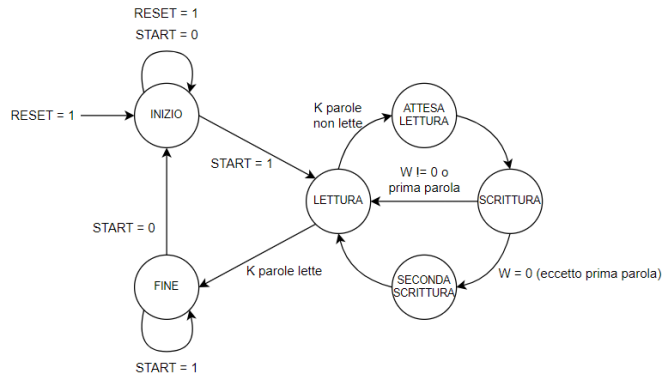 RESET = 1
START = 0
RESET = 1
INIZIO
K parole
non lette
ATTESA
LETTURA
START = 1
W != 0 o
prima parola
LETTURA
SCRITTURA
START = 0
K parole lette
FINE
SECONDA
SCRITTURA
W = 0 (eccetto prima parola)
START = 1